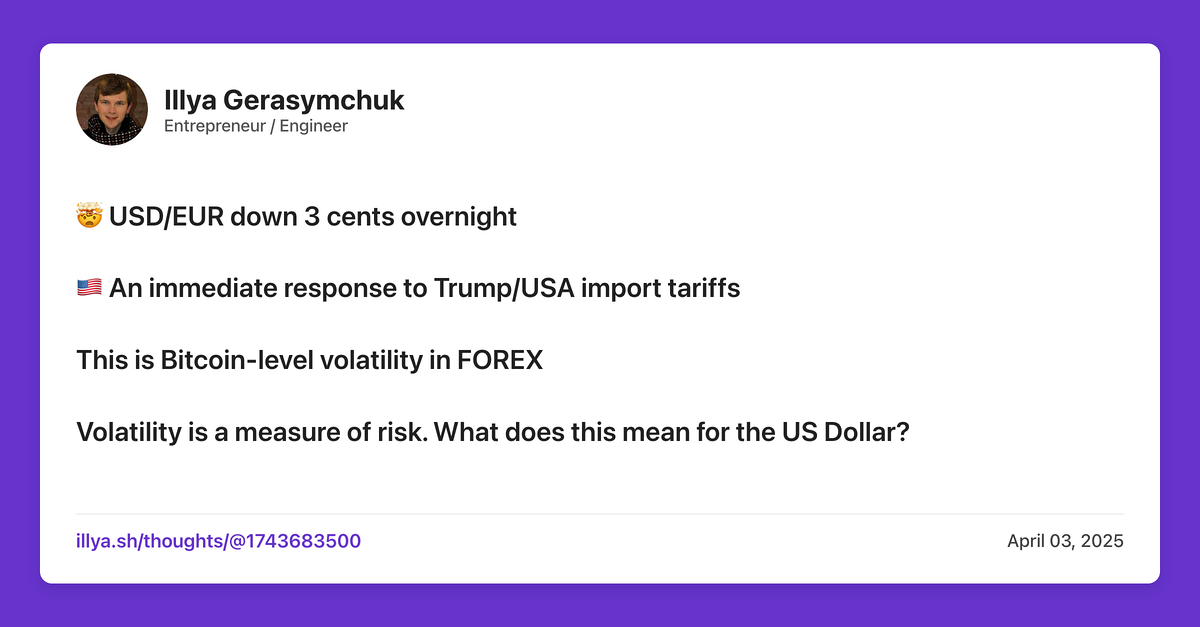 Illya Gerasymchuk
Entrepreneur / Engineer
🤯 USD/EUR down 3 cents overnight
🇺🇸 An immediate response to Trump/USA import tariffs
This is Bitcoin-level volatility in FOREX
Volatility is a measure of risk. What does this mean for the US Dollar?
illya.sh/thoughts/@1743683500
April 03, 2025